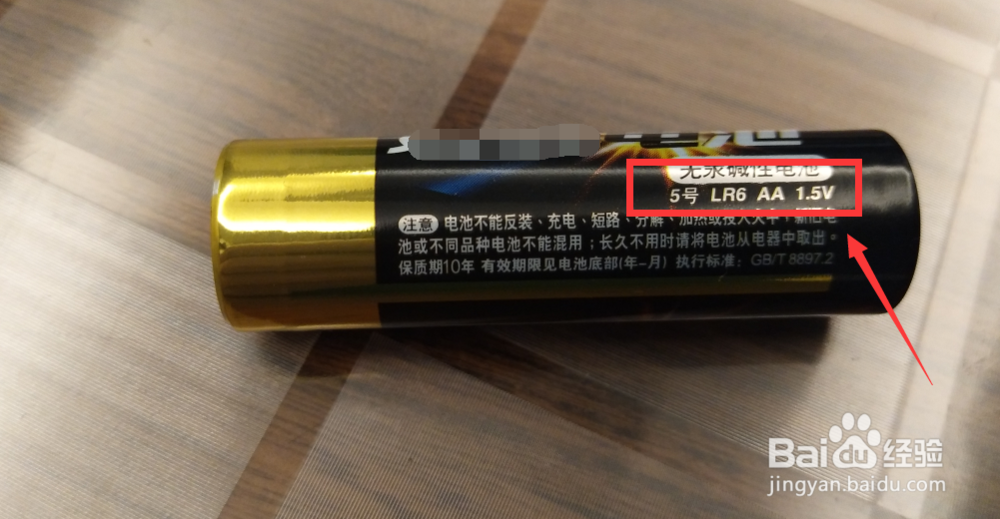 无汞碱性电池
5号 LR6 AA 1.5V
注意 电池不能反装、充电、短路、分解、加热或投入火中，新旧电
池或不同品种电池不能混用；长久不用时请将电池从电器中取出。
保质期10年 有效期限见电池底部(年-月) 执行标准：GB/T 8897.2
Baidu经验
jingyan.baidu.com